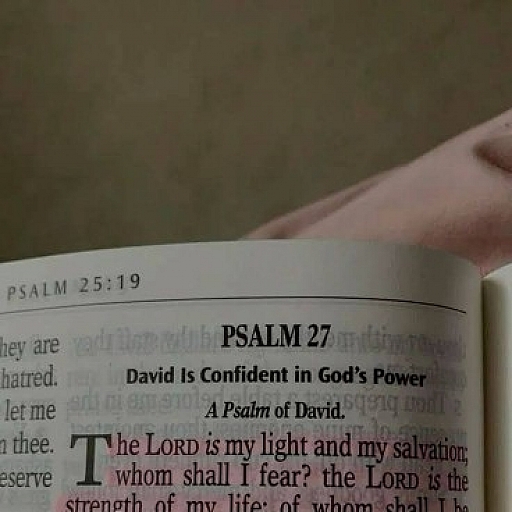 PSALM 25:19
hey are
hatred.
let me
n thee.
eserve
PSALM 27
David Is Confident in God's Power
A Psalm of David.
The LORD is my light and my salvation;
whom shall I fear? the LORD is the
strength of my life; of whom shall I be